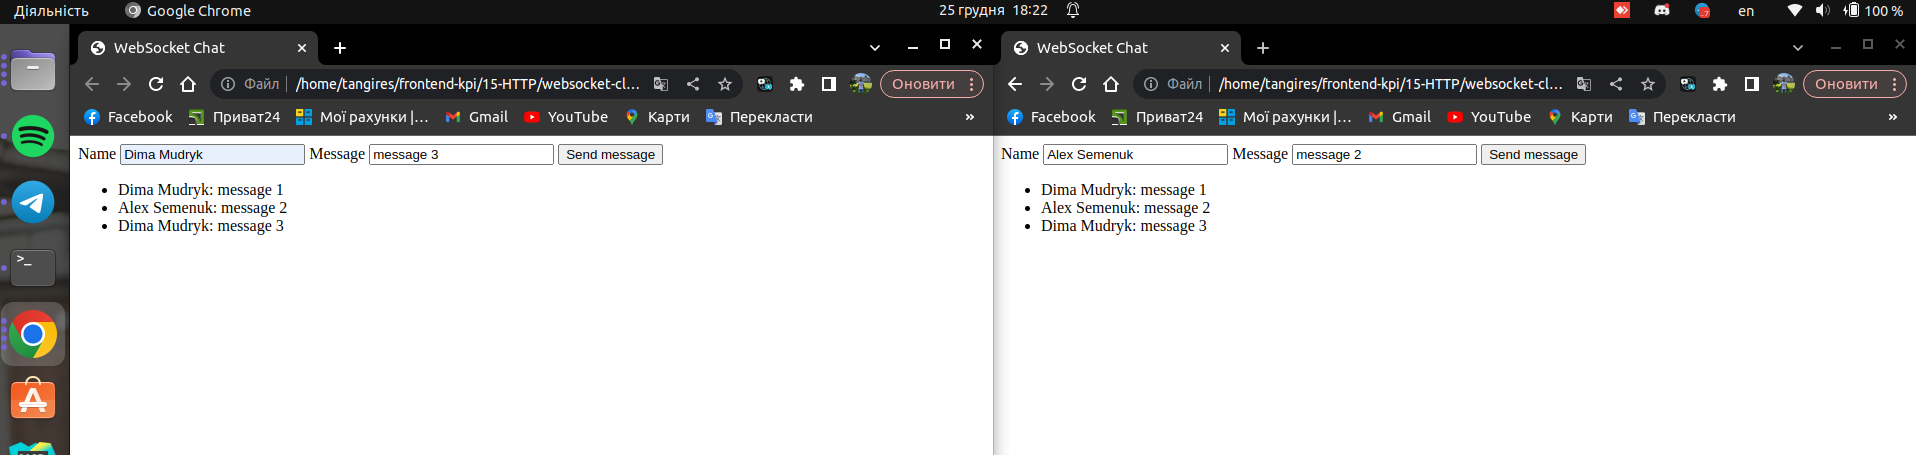 Діяльність Google Chrome 25 грудня 18:22 en 100 %
WebSocket Chat
Файл /home/tangires/frontend-kpi/15-HTTP/websocket-cl… Оновити
Facebook Приват24 Мої рахунки |… Gmail YouTube Карти Перекласти »
Name Dima Mudryk Message message 3 Send message
Dima Mudryk: message 1
Alex Semenuk: message 2
Dima Mudryk: message 3
WebSocket Chat
Файл /home/tangires/frontend-kpi/15-HTTP/websocket-cl… Оновити
Facebook Приват24 Мої рахунки |… Gmail YouTube Карти Перекласти »
Name Alex Semenuk Message message 2 Send message
Dima Mudryk: message 1
Alex Semenuk: message 2
Dima Mudryk: message 3